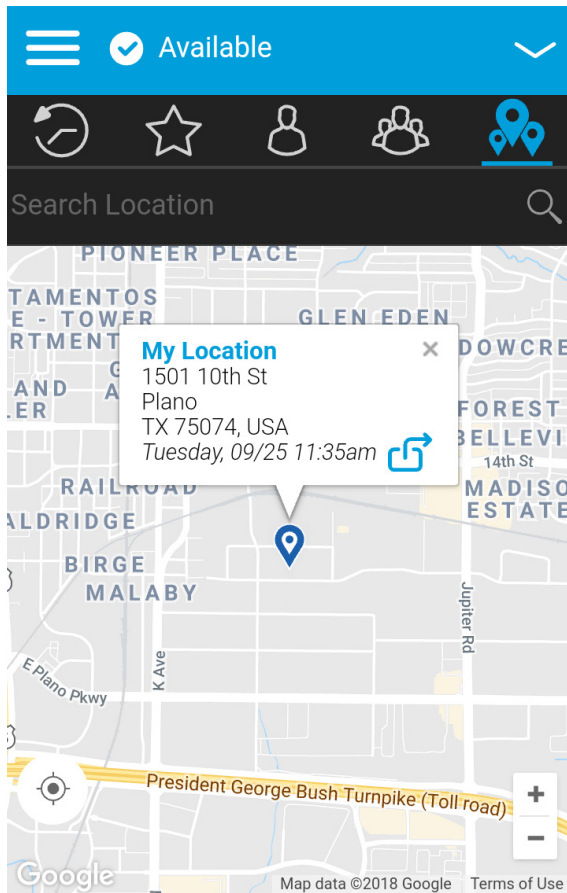 Available
Search Location
PIONEER PLACE
TAMENTOS
E - TOWER
RTMENT
GLEN EDEN
My Location
1501 10th St
Plano
TX 75074, USA
Tuesday, 09/25 11:35am
DOWCRE
G
AND A
LER
FOREST
BELLEVI
14th St
RAILROAD
MADISO
ESTATE
ALDRIDGE
BIRGE
MALABY
Jupiter Rd
K Ave
E Plano Pkwy
President George Bush Turnpike (Toll road)
+
−
Google
Map data ©2018 Google
Terms of Use